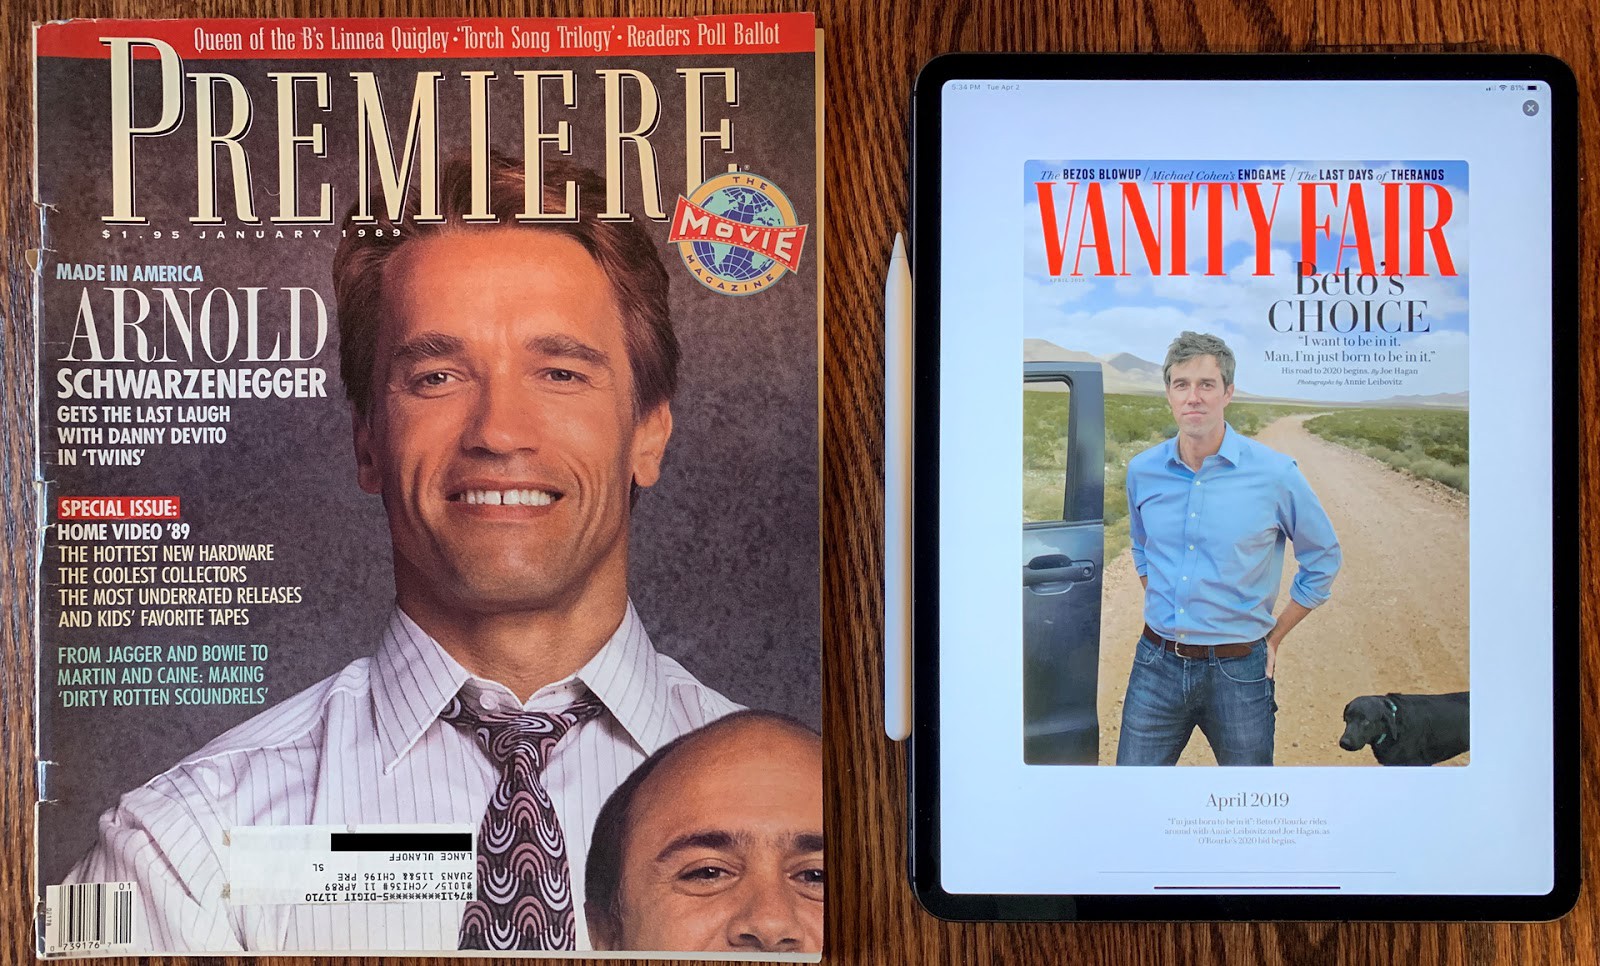 Queen of the B's Linnea Quigley • 'Torch Song Trilogy' • Readers Poll Ballot
PREMIERE
$1.95 JANUARY 1989
THE
MOVIE
MAGAZINE
MADE IN AMERICA
ARNOLD
SCHWARZENEGGER
GETS THE LAST LAUGH
WITH DANNY DEVITO
IN 'TWINS'
SPECIAL ISSUE:
HOME VIDEO '89
THE HOTTEST NEW HARDWARE
THE COOLEST COLLECTORS
THE MOST UNDERRATED RELEASES
AND KIDS' FAVORITE TAPES
FROM JAGGER AND BOWIE TO
MARTIN AND CAINE: MAKING
'DIRTY ROTTEN SCOUNDRELS'
#741I**********5-DIGIT 11710
#1015/CHI36# 11 APR89
2UAN3 1158& CHI96 PRE
SL
LANCE ULANOFF
01
0 739176 7
5:34 PM Tue Apr 2
81%
The BEZOS BLOWUP / Michael Cohen's ENDGAME / The LAST DAYS of THERANOS
VANITY FAIR
APRIL 2019
Beto's
CHOICE
"I want to be in it.
Man, I'm just born to be in it."
His road to 2020 begins. By Joe Hagan
Photographs by Annie Leibovitz
April 2019
"I'm just born to be in it": Beto O'Rourke rides
around with Annie Leibovitz and Joe Hagan, as
O'Rourke's 2020 bid begins.